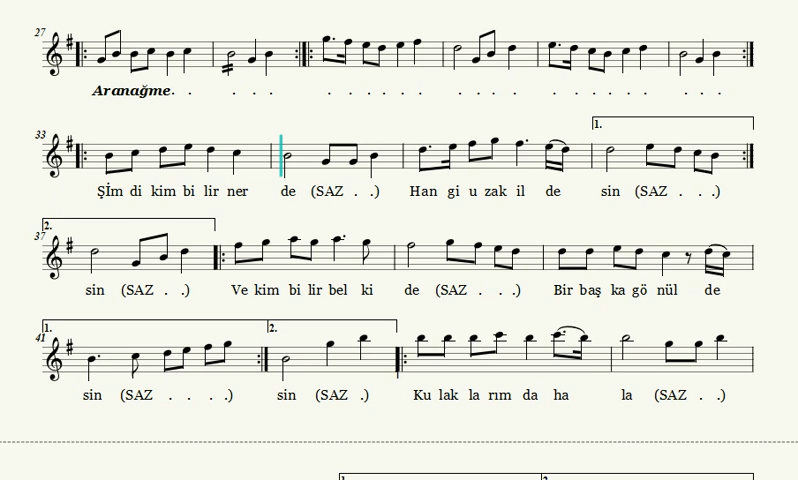 27
Aranağme. . . . . . . . . . . . . . . . . . . . .
33
1.
Şİm di kim bi lir ner de (SAZ . .) Han gi u zak il de sin (SAZ . . .)
2.
37
sin (SAZ . .) Ve kim bi lir bel ki de (SAZ . . .) Bir baş ka gö nül de
1. 2.
41
sin (SAZ . . . .) sin (SAZ .) Ku lak la rım da ha la (SAZ . .)
1. 2.